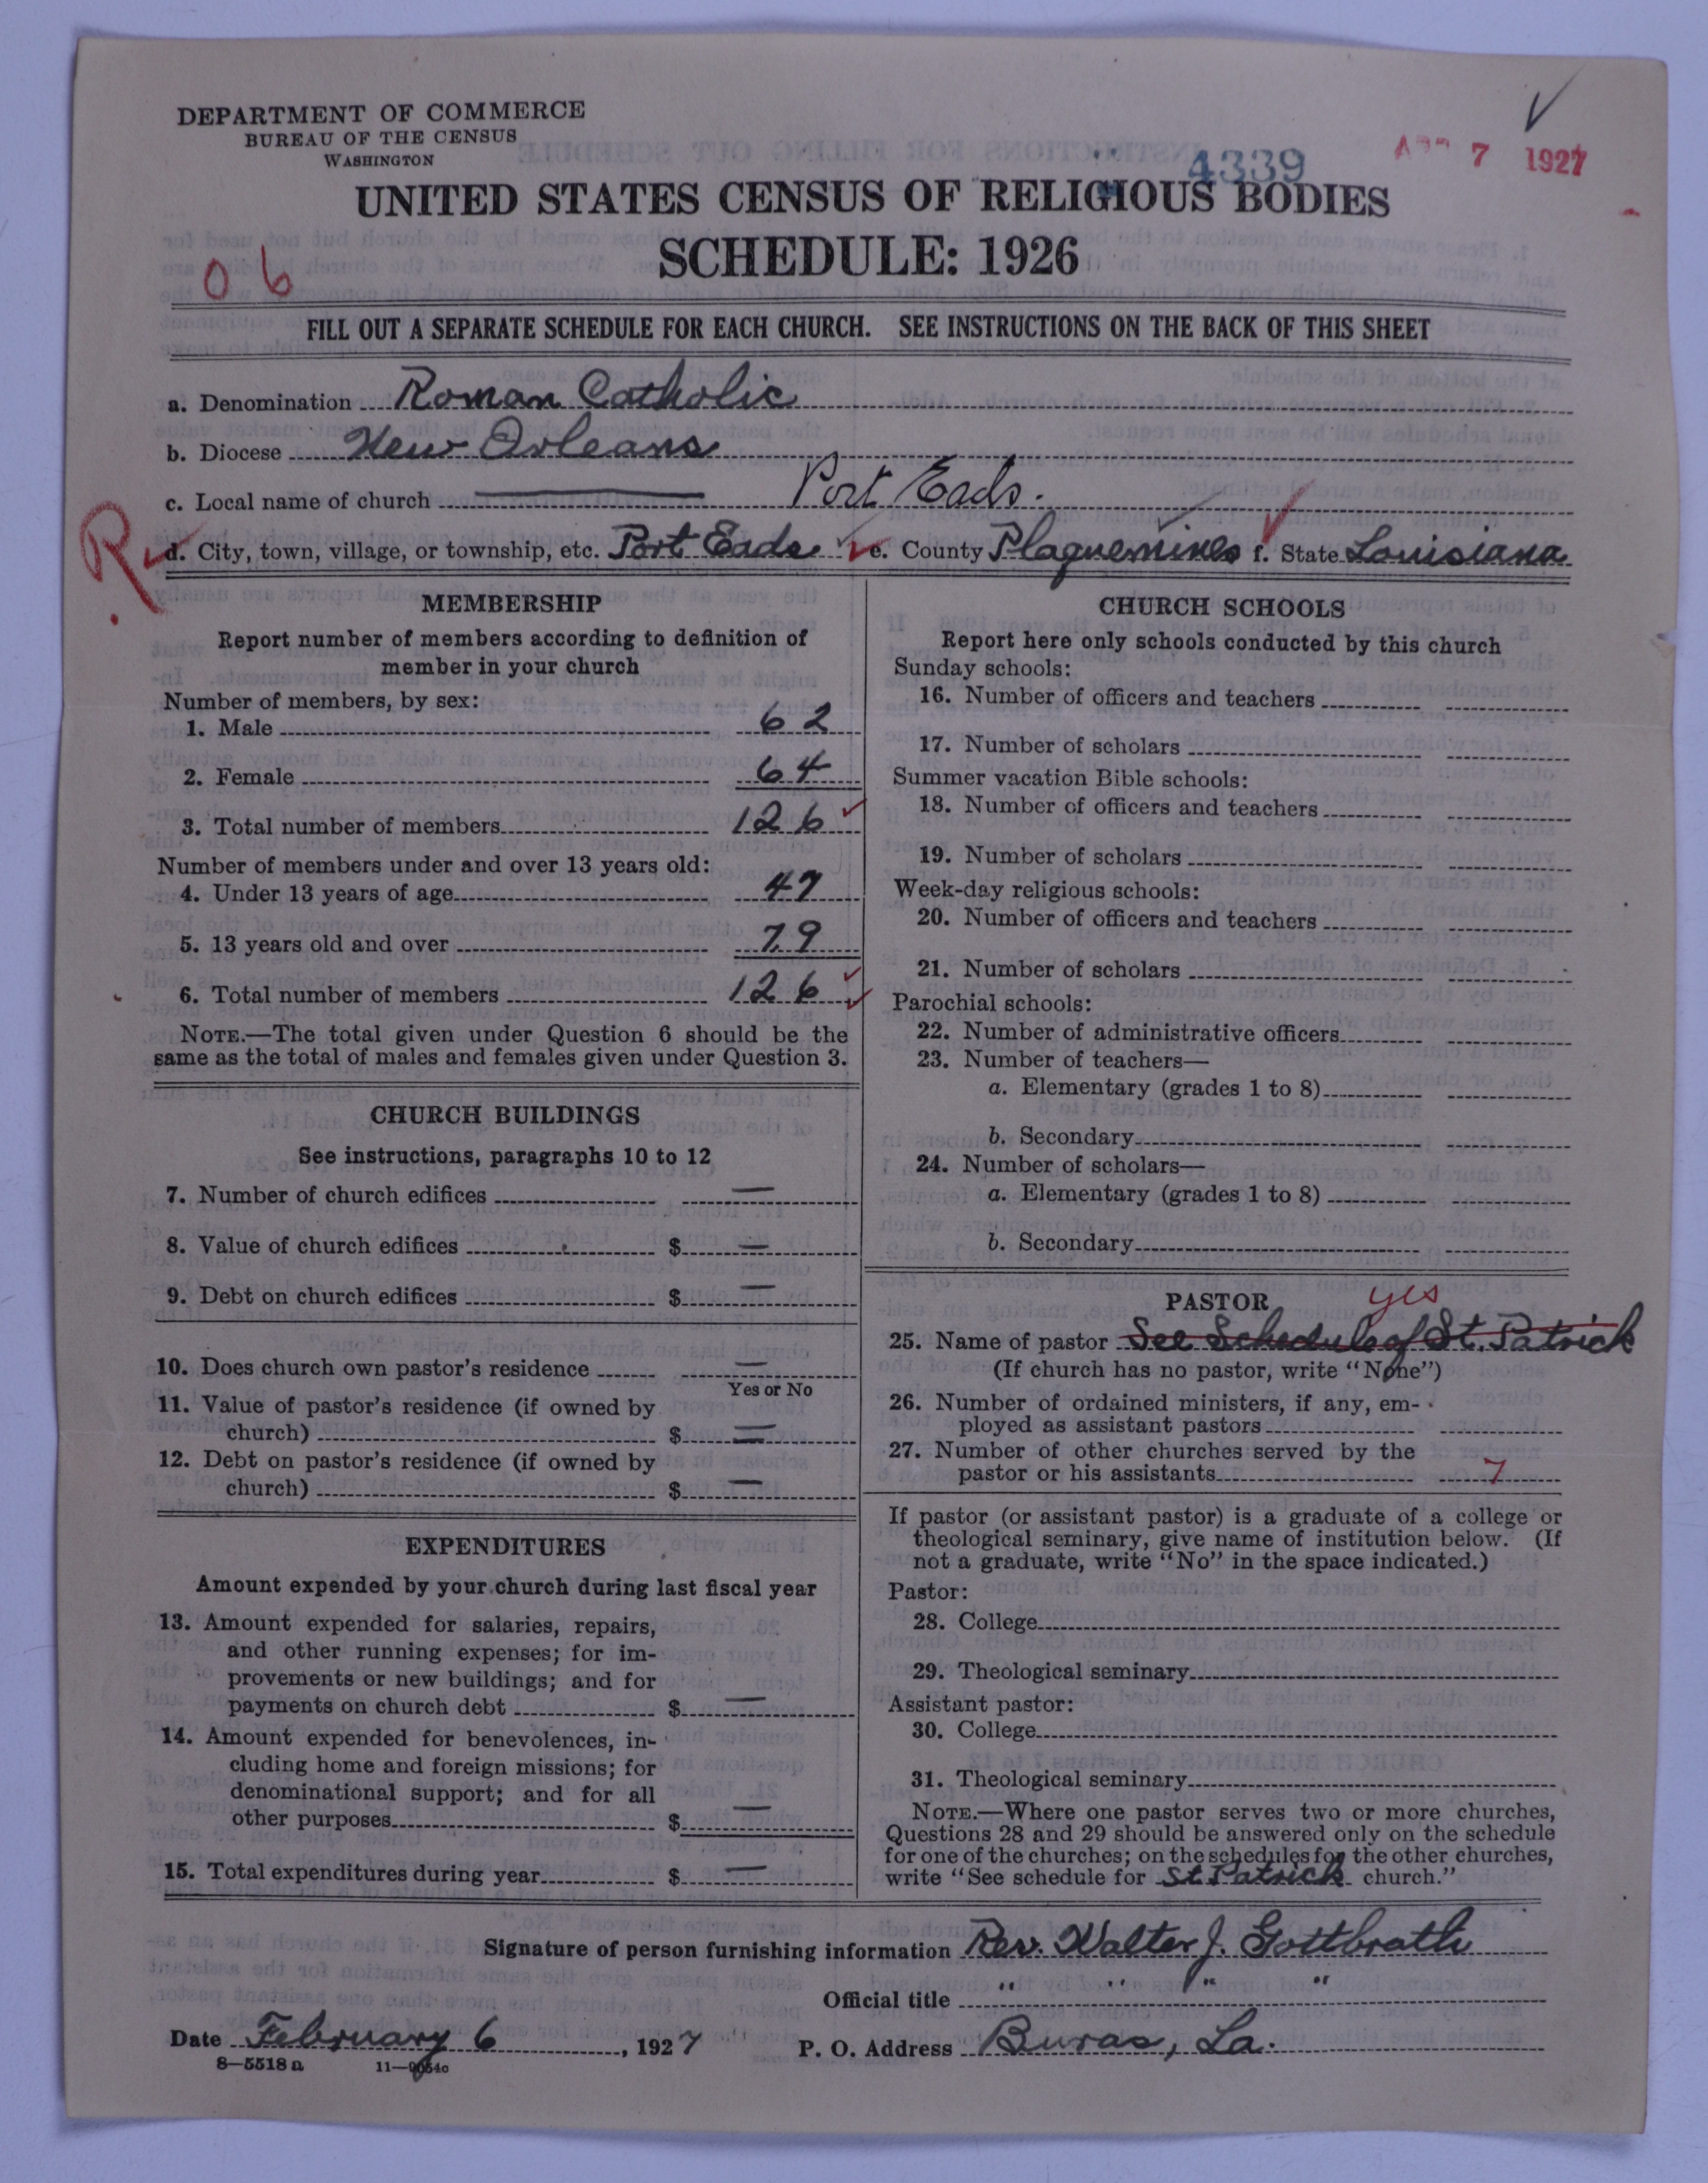 DEPARTMENT OF COMMERCE
BUREAU OF THE CENSUS
WASHINGTON
4339
7 1927
UNITED STATES CENSUS OF RELIGIOUS BODIES
SCHEDULE: 1926
06
FILL OUT A SEPARATE SCHEDULE FOR EACH CHURCH. SEE INSTRUCTIONS ON THE BACK OF THIS SHEET
a. Denomination Roman Catholic
b. Diocese New Orleans
c. Local name of church Port Eads.
R
d. City, town, village, or township, etc. Port Eads e. County Plaquemines f. State Louisiana
MEMBERSHIP
Report number of members according to definition of
member in your church
Number of members, by sex:
1. Male 62
2. Female 64
3. Total number of members 126
Number of members under and over 13 years old:
4. Under 13 years of age 47
5. 13 years old and over 79
6. Total number of members 126
NOTE.—The total given under Question 6 should be the
same as the total of males and females given under Question 3.
CHURCH BUILDINGS
See instructions, paragraphs 10 to 12
7. Number of church edifices —
8. Value of church edifices $ —
9. Debt on church edifices $ —
10. Does church own pastor's residence —
Yes or No
11. Value of pastor's residence (if owned by
church) $ —
12. Debt on pastor's residence (if owned by
church) $ —
EXPENDITURES
Amount expended by your church during last fiscal year
13. Amount expended for salaries, repairs,
and other running expenses; for im-
provements or new buildings; and for
payments on church debt $ —
14. Amount expended for benevolences, in-
cluding home and foreign missions; for
denominational support; and for all
other purposes $ —
15. Total expenditures during year $ —
CHURCH SCHOOLS
Report here only schools conducted by this church
Sunday schools:
16. Number of officers and teachers
17. Number of scholars
Summer vacation Bible schools:
18. Number of officers and teachers
19. Number of scholars
Week-day religious schools:
20. Number of officers and teachers
21. Number of scholars
Parochial schools:
22. Number of administrative officers
23. Number of teachers—
a. Elementary (grades 1 to 8)
b. Secondary
24. Number of scholars—
a. Elementary (grades 1 to 8)
b. Secondary
PASTOR yes
25. Name of pastor See Schedule of St. Patrick
(If church has no pastor, write "None")
26. Number of ordained ministers, if any, em-
ployed as assistant pastors
27. Number of other churches served by the
pastor or his assistants 7
If pastor (or assistant pastor) is a graduate of a college or
theological seminary, give name of institution below. (If
not a graduate, write "No" in the space indicated.)
Pastor:
28. College
29. Theological seminary
Assistant pastor:
30. College
31. Theological seminary
NOTE.—Where one pastor serves two or more churches,
Questions 28 and 29 should be answered only on the schedule
for one of the churches; on the schedules for the other churches,
write "See schedule for St. Patrick church."
Signature of person furnishing information Rev. Walter J. Gottbrath
Official title " " " "
Date February 6, 1927 P. O. Address Buras, La.
8—5518 a